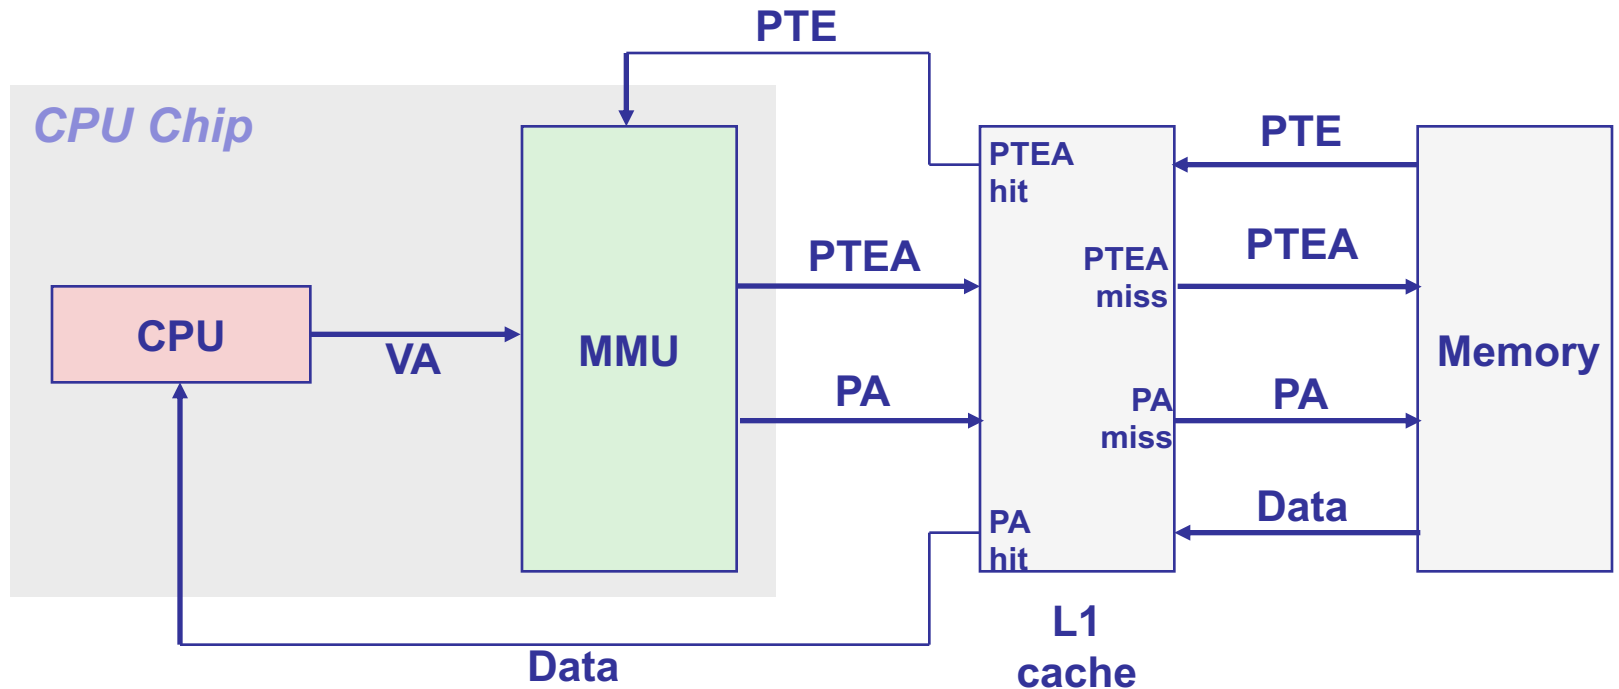 PTE
CPU Chip
PTEA
hit
PTE
PTEA
PTEA
PTEA
miss
CPU
VA
MMU
Memory
PA
PA
miss
PA
PA
hit
Data
L1
cache
Data